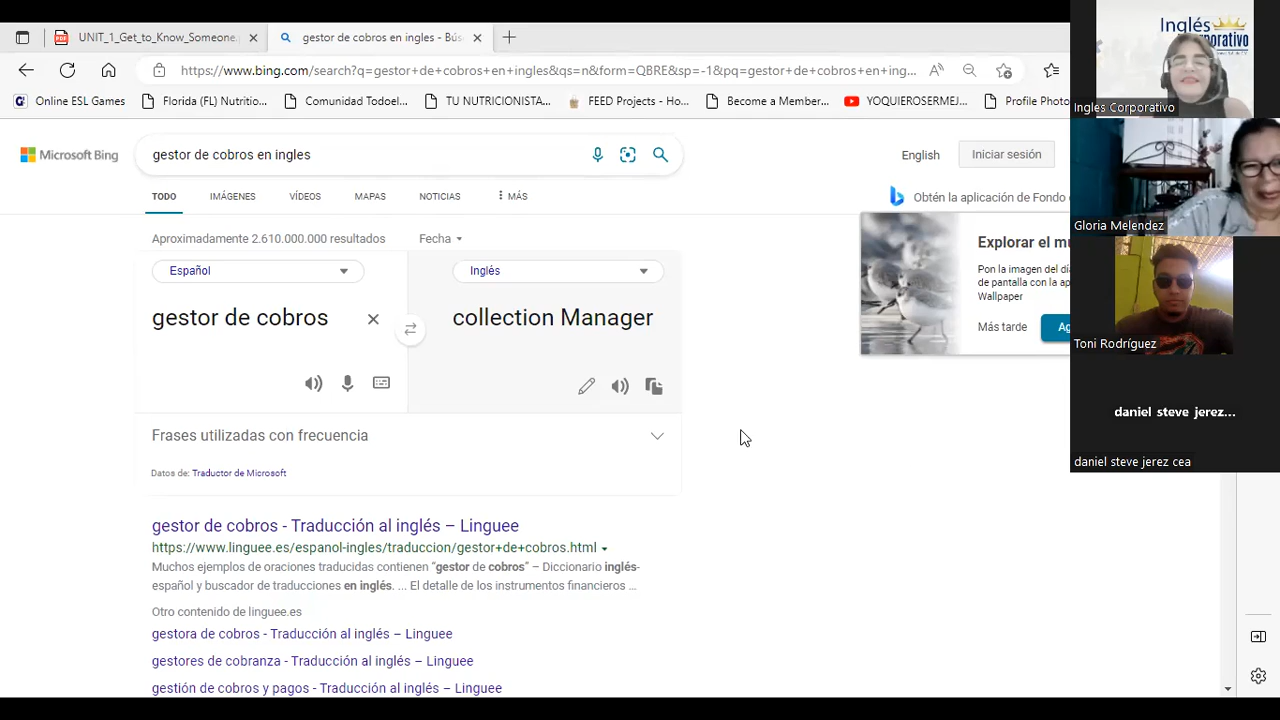 UNIT_1_Get_to_Know_Someone.
gestor de cobros en ingles - Bús
https://www.bing.com/search?q=gestor+de+cobros+en+ingles&qs=n&form=QBRE&sp=-1&pq=gestor+de+cobros+en+ing...
Online ESL Games
Florida (FL) Nutritio...
Comunidad Todoel...
TU NUTRICIONISTA...
FEED Projects - Ho...
Become a Member...
YOQUIEROSERMEJ...
Profile Photo
Microsoft Bing
gestor de cobros en ingles
English
Iniciar sesión
TODO
IMÁGENES
VÍDEOS
MAPAS
NOTICIAS
MÁS
Obtén la aplicación de Fondo
Aproximadamente 2.610.000.000 resultados
Fecha
Español
Inglés
gestor de cobros
collection Manager
Explorar el mu
Pon la imagen del día
de pantalla con la ap
Wallpaper
Más tarde
Ag
Frases utilizadas con frecuencia
Datos de: Traductor de Microsoft
gestor de cobros - Traducción al inglés – Linguee
https://www.linguee.es/espanol-ingles/traduccion/gestor+de+cobros.html
Muchos ejemplos de oraciones traducidas contienen “gestor de cobros” – Diccionario inglés-
español y buscador de traducciones en inglés. ... El detalle de los instrumentos financieros ...
Otro contenido de linguee.es
gestora de cobros - Traducción al inglés – Linguee
gestores de cobranza - Traducción al inglés – Linguee
gestión de cobros y pagos - Traducción al inglés – Linguee
Inglés
Ingles Corporativo
Gloria Melendez
Toni Rodríguez
daniel steve jerez...
daniel steve jerez cea